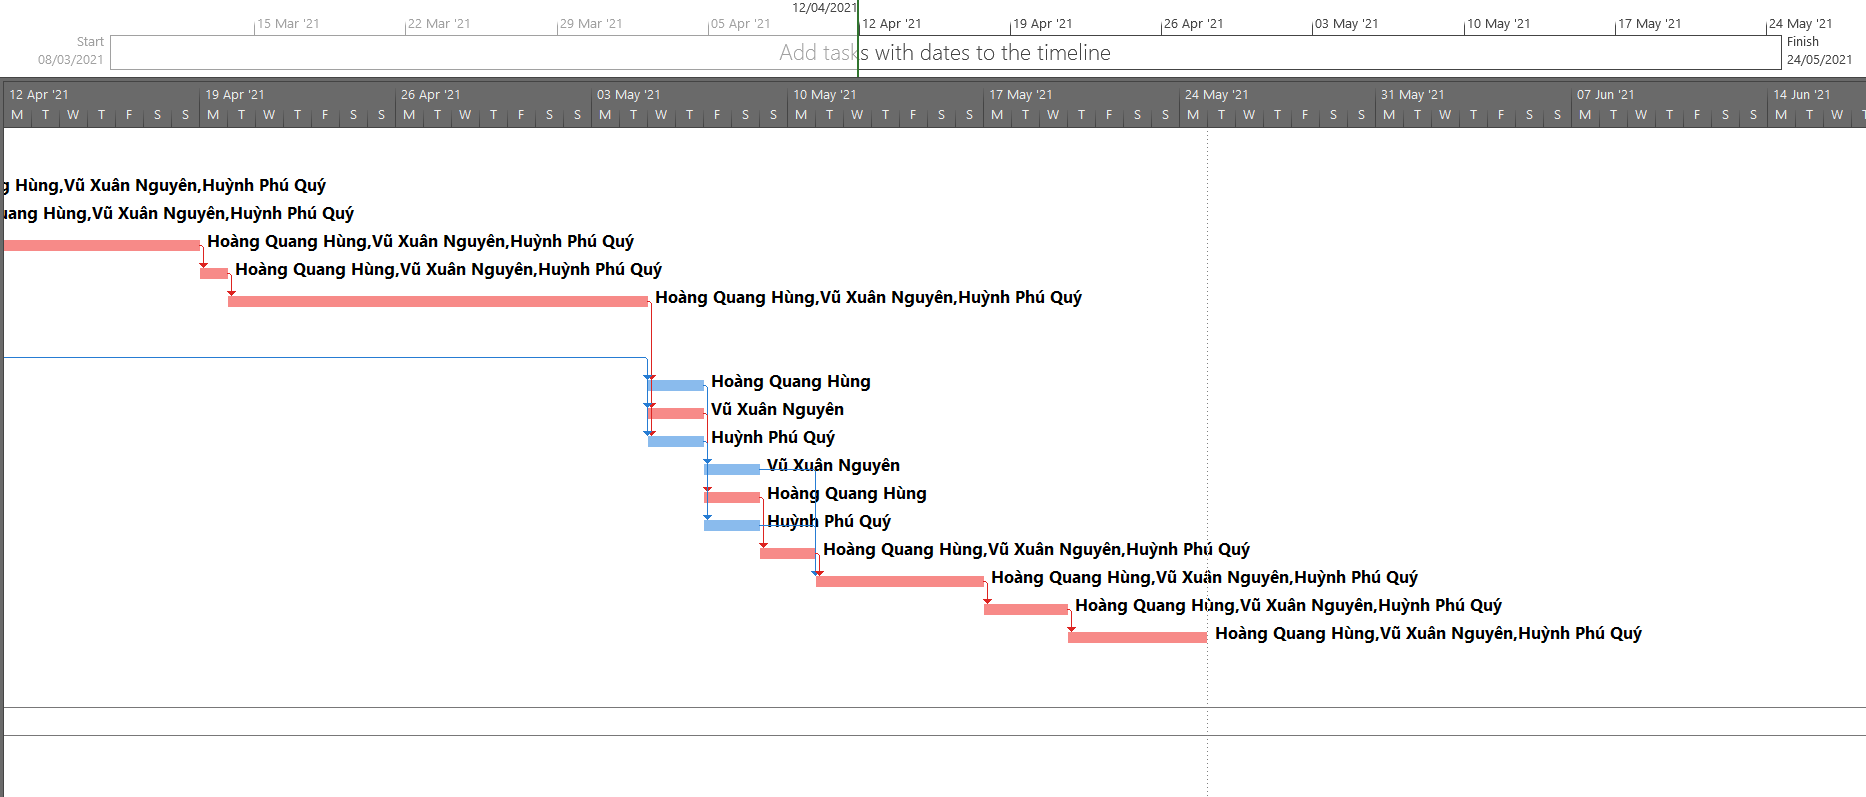 12/04/2021
15 Mar '21 22 Mar '21 29 Mar '21 05 Apr '21 12 Apr '21 19 Apr '21 26 Apr '21 03 May '21 10 May '21 17 May '21 24 May '21
Start
08/03/2021
Add tasks with dates to the timeline
Finish
24/05/2021
12 Apr '21 19 Apr '21 26 Apr '21 03 May '21 10 May '21 17 May '21 24 May '21 31 May '21 07 Jun '21 14 Jun '21
M T W T F S S M T W T F S S M T W T F S S M T W T F S S M T W T F S S M T W T F S S M T W T F S S M T W T F S S M T W T F S S M T W T
g Hùng,Vũ Xuân Nguyên,Huỳnh Phú Quý
uang Hùng,Vũ Xuân Nguyên,Huỳnh Phú Quý
Hoàng Quang Hùng,Vũ Xuân Nguyên,Huỳnh Phú Quý
Hoàng Quang Hùng,Vũ Xuân Nguyên,Huỳnh Phú Quý
Hoàng Quang Hùng,Vũ Xuân Nguyên,Huỳnh Phú Quý
Hoàng Quang Hùng
Vũ Xuân Nguyên
Huỳnh Phú Quý
Vũ Xuân Nguyên
Hoàng Quang Hùng
Huỳnh Phú Quý
Hoàng Quang Hùng,Vũ Xuân Nguyên,Huỳnh Phú Quý
Hoàng Quang Hùng,Vũ Xuân Nguyên,Huỳnh Phú Quý
Hoàng Quang Hùng,Vũ Xuân Nguyên,Huỳnh Phú Quý
Hoàng Quang Hùng,Vũ Xuân Nguyên,Huỳnh Phú Quý